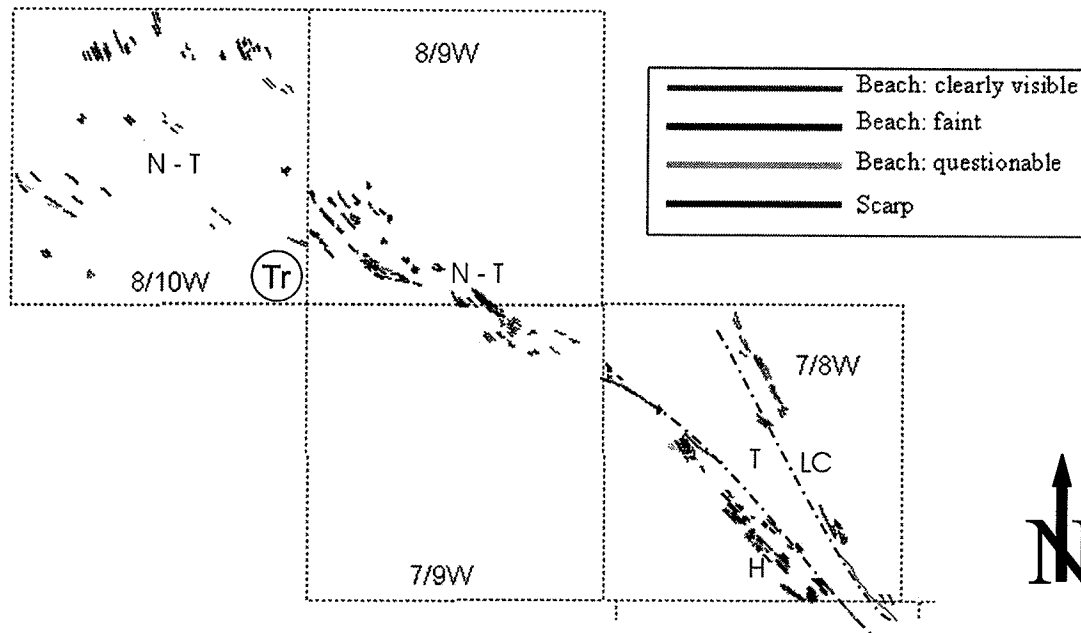 8/9W
Beach: clearly visible
Beach: faint
Beach: questionable
Scarp
N - T
8/10W
Tr
N - T
7/8W
T
LC
7/9W
H
N